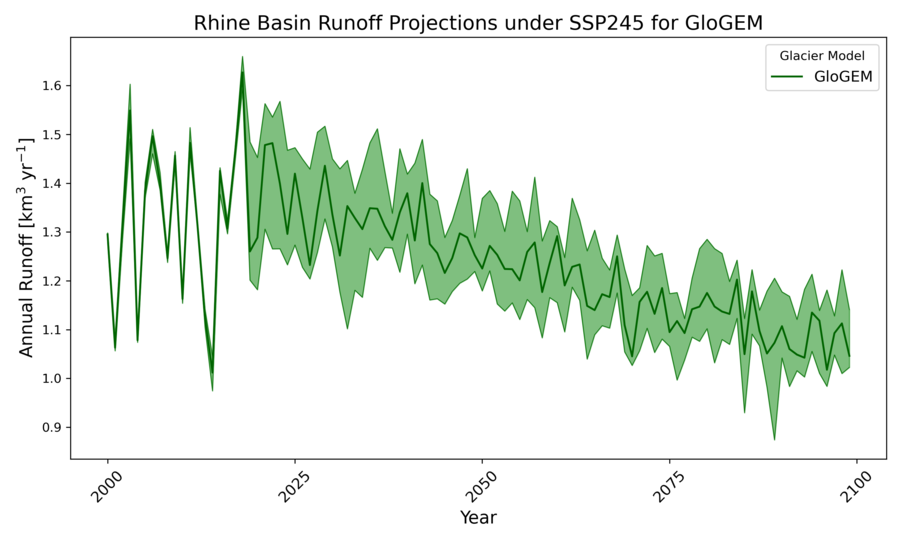 Rhine Basin Runoff Projections under SSP245 for GloGEM
Glacier Model
GloGEM
Annual Runoff [km³ yr⁻¹]
1.6
1.5
1.4
1.3
1.2
1.1
1.0
0.9
2000
2025
2050
2075
2100
Year